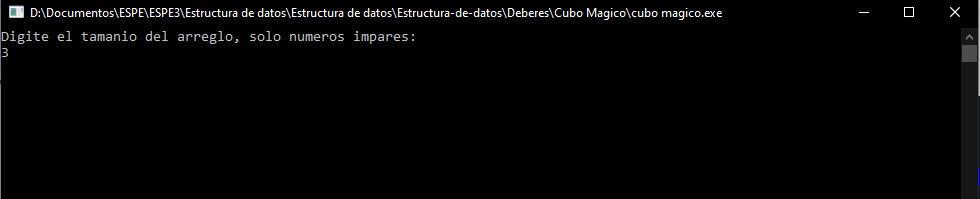 D:\Documentos\ESPE\ESPE3\Estructura de datos\Estructura de datos\Estructura-de-datos\Deberes\Cubo Magico\cubo magico.exe
Digite el tamanio del arreglo, solo numeros impares:
3